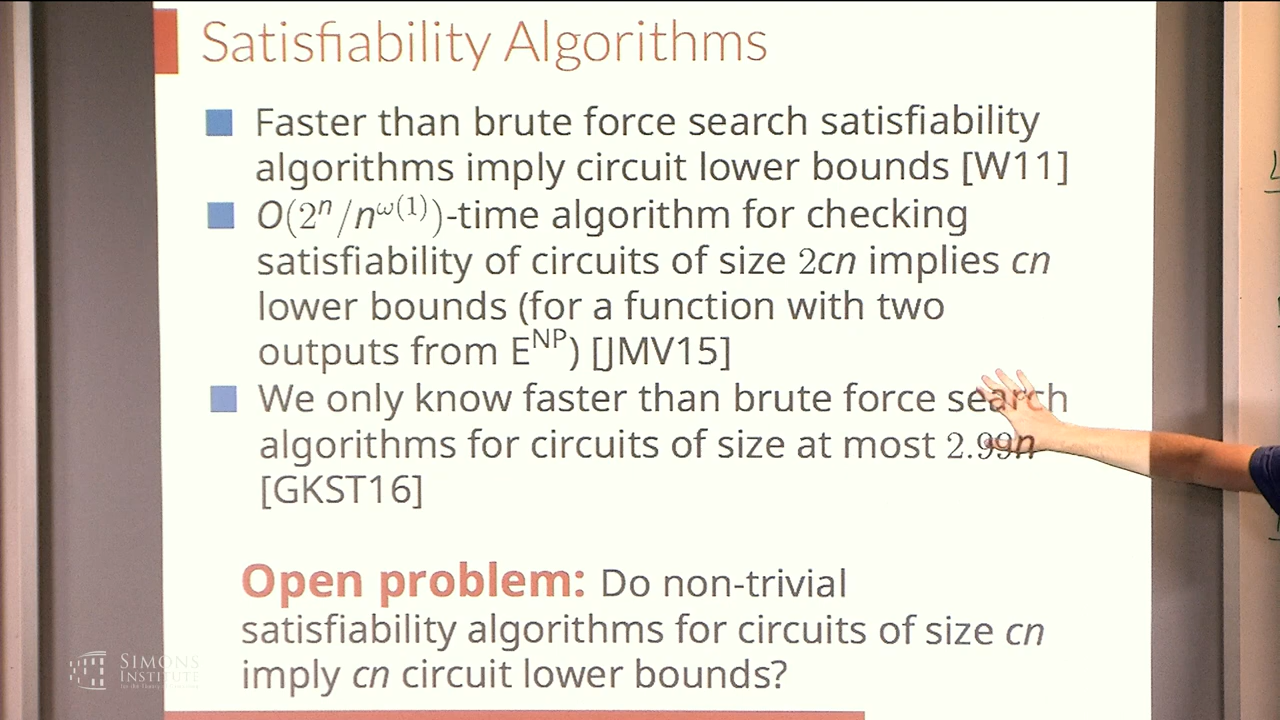 Satisfiability Algorithms
Faster than brute force search satisfiability
algorithms imply circuit lower bounds [W11]
O(2^n/n^ω(1))-time algorithm for checking
satisfiability of circuits of size 2cn implies cn
lower bounds (for a function with two
outputs from E^NP) [JMV15]
We only know faster than brute force search
algorithms for circuits of size at most 2.99n
[GKST16]
Open problem: Do non-trivial
satisfiability algorithms for circuits of size cn
imply cn circuit lower bounds?
SIMONS
INSTITUTE